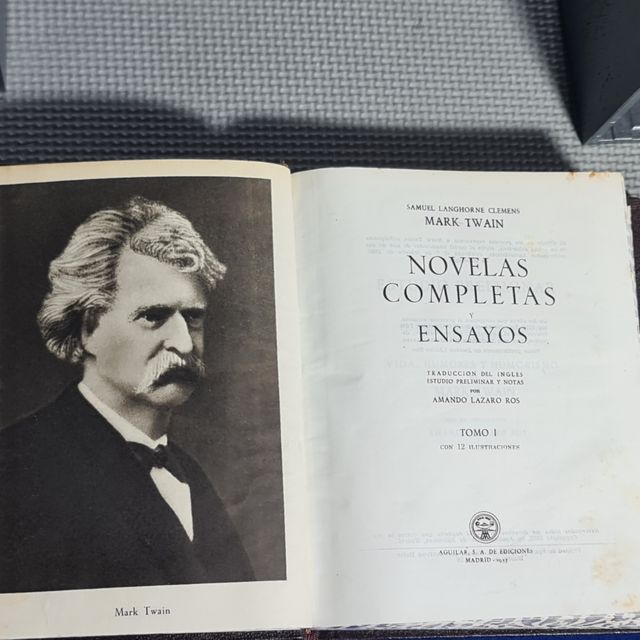 Mark Twain
SAMUEL LANGHORNE CLEMENS
MARK TWAIN
NOVELAS
COMPLETAS
Y
ENSAYOS
TRADUCCION DEL INGLES
ESTUDIO PRELIMINAR Y NOTAS
POR
AMANDO LAZARO ROS
TOMO I
CON 12 ILUSTRACIONES
AGUILAR, S. A. DE EDICIONES
MADRID - 1957